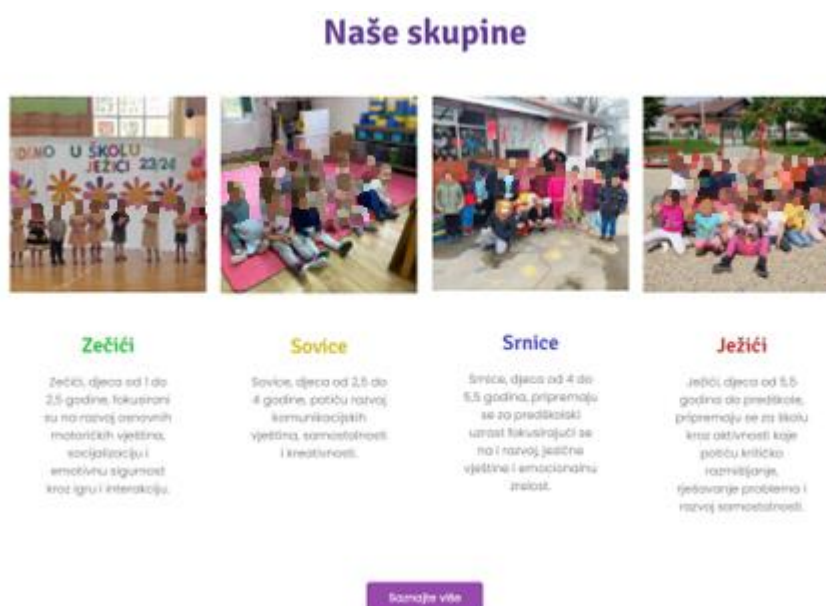 Naše skupine
IDEMO U ŠKOLU
JEŽIĆI 23/24
Zečići
Zečići, djeca od 1 do
2,5 godine, fokusirani
su na razvoj osnovnih
motoričkih vještina,
socijalizaciju i
emotivnu sigurnost
kroz igru i interakciju.
Sovice
Sovice, djeca od 2,5 do
4 godine, potiču razvoj
komunikacijskih
vještina, samostalnosti
i kreativnosti.
Srnice
Srnice, djeca od 4 do
5,5 godina, pripremaju
se za predškolski
uzrast fokusirajući se
na i razvoj jezične
vještine i emocionalnu
zrelost.
Ježići
Ježići, djeca od 5,5
godina do predškole,
pripremaju se za školu
kroz aktivnosti koje
potiču kritičko
razmišljanje,
rješavanje problema i
razvoj samostalnosti.
Saznajte više